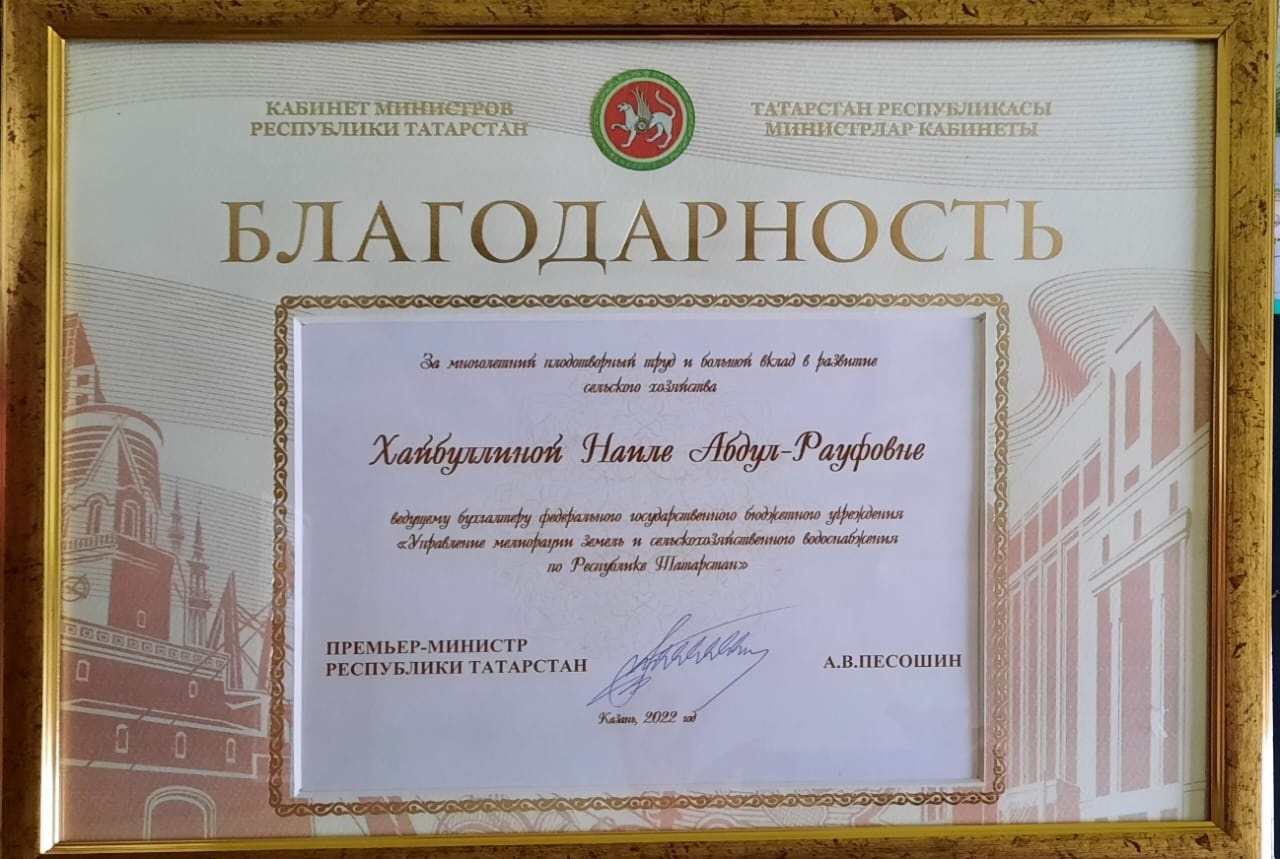 КАБИНЕТ МИНИСТРОВ
РЕСПУБЛИКИ ТАТАРСТАН
ТАТАРСТАН РЕСПУБЛИКАСЫ
МИНИСТРЛАР КАБИНЕТЫ
БЛАГОДАРНОСТЬ
За многолетний плодотворный труд и большой вклад в развитие
сельского хозяйства
Хайбуллиной Наиле Абдул-Рауфовне
ведущему бухгалтеру федерального государственного бюджетного учреждения
«Управление мелиорации земель и сельскохозяйственного водоснабжения
по Республике Татарстан»
ПРЕМЬЕР-МИНИСТР
РЕСПУБЛИКИ ТАТАРСТАН
А.В.ПЕСОШИН
Казань, 2022 год